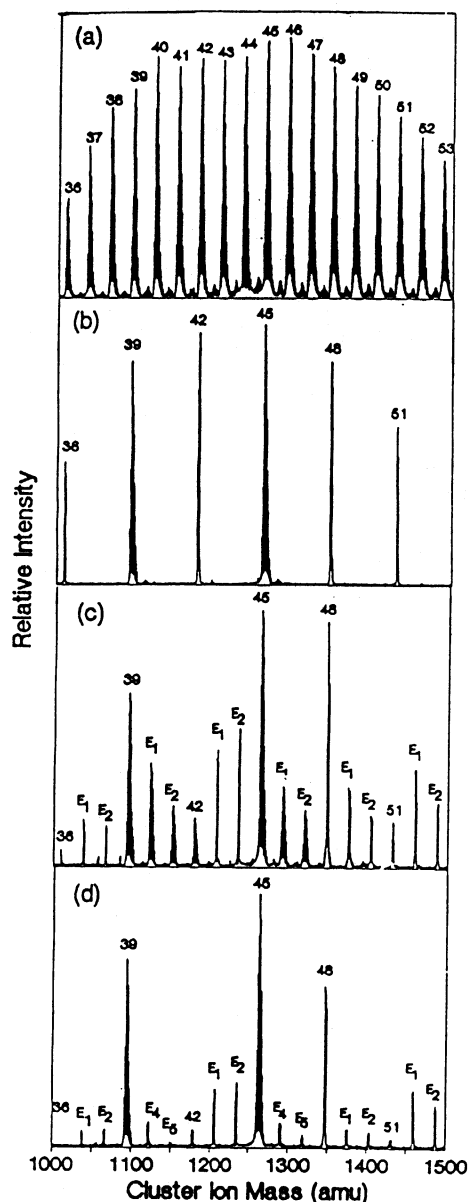 (a)
36 37 38 39 40 41 42 43 44 45 46 47 48 49 50 51 52 53
(b)
36 39 42 45 48 51
Relative Intensity
(c)
36 E1 E2 39 E1 E2 42 E1 E2 45 E1 E2 48 E1 E2 51 E1 E2
(d)
36 E1 E2 39 E4 E5 42 E1 E2 45 E4 E5 48 E1 E2 51 E1 E2
1000 1100 1200 1300 1400 1500
Cluster Ion Mass (amu)